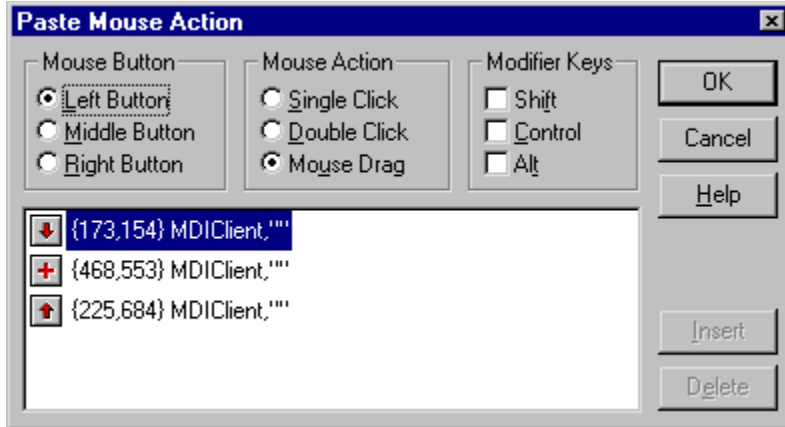 Paste Mouse Action
Mouse Button
Left Button
Middle Button
Right Button
Mouse Action
Single Click
Double Click
Mouse Drag
Modifier Keys
Shift
Control
Alt
OK
Cancel
Help
{173,154} MDIClient,""
{468,553} MDIClient,""
{225,684} MDIClient,""
Insert
Delete